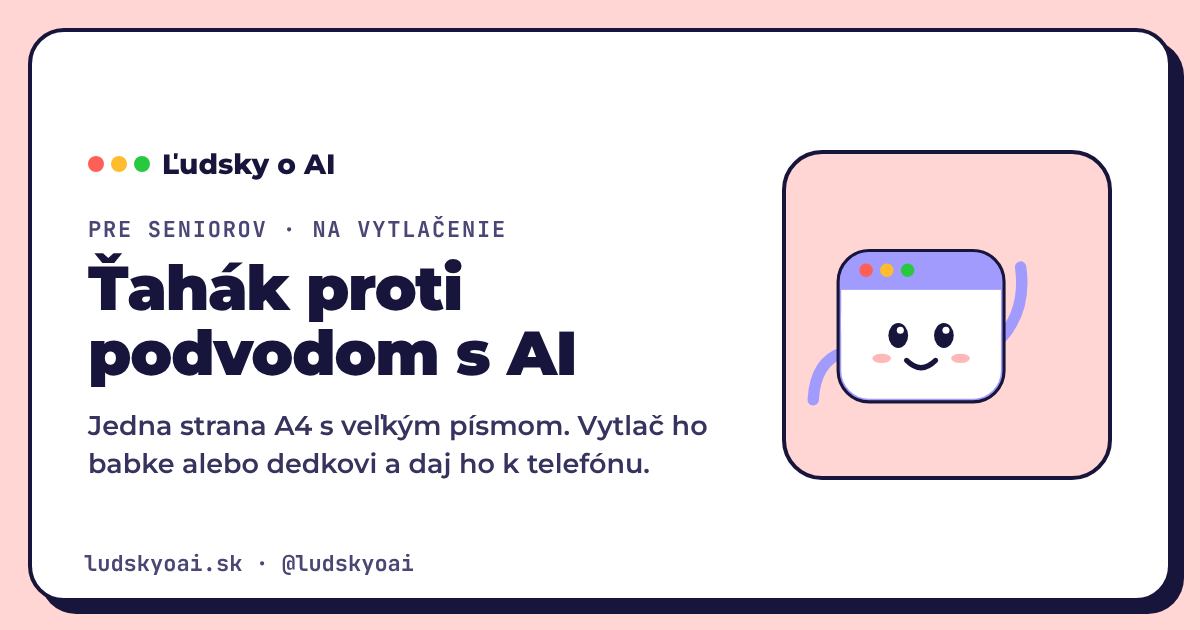 Ľudsky o AI
PRE SENIOROV · NA VYTLAČENIE
Ťahák proti
podvodom s AI
Jedna strana A4 s veľkým písmom. Vytlač ho
babke alebo dedkovi a daj ho k telefónu.
ludskyoai.sk · @ludskyoai